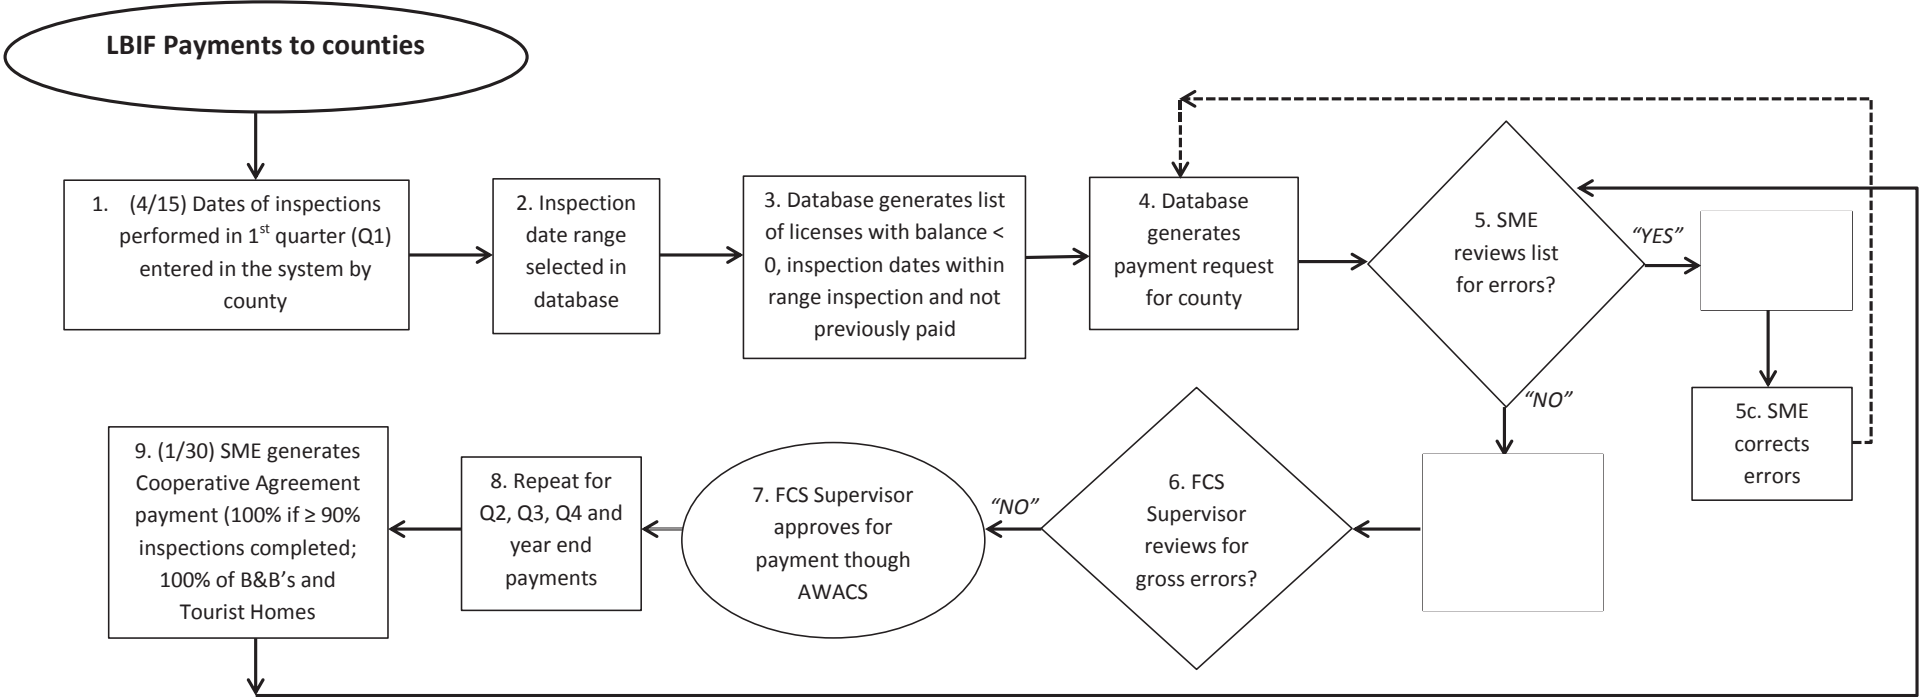 LBIF Payments to counties
1. (4/15) Dates of inspections
performed in 1st quarter (Q1)
entered in the system by
county
2. Inspection
date range
selected in
database
3. Database generates list
of licenses with balance <
0, inspection dates within
range inspection and not
previously paid
4. Database
generates
payment request
for county
5. SME
reviews list
for errors?
“YES”
“NO”
5c. SME
corrects
errors
6. FCS
Supervisor
reviews for
gross errors?
“NO”
7. FCS Supervisor
approves for
payment though
AWACS
8. Repeat for
Q2, Q3, Q4 and
year end
payments
9. (1/30) SME generates
Cooperative Agreement
payment (100% if ≥ 90%
inspections completed;
100% of B&B’s and
Tourist Homes